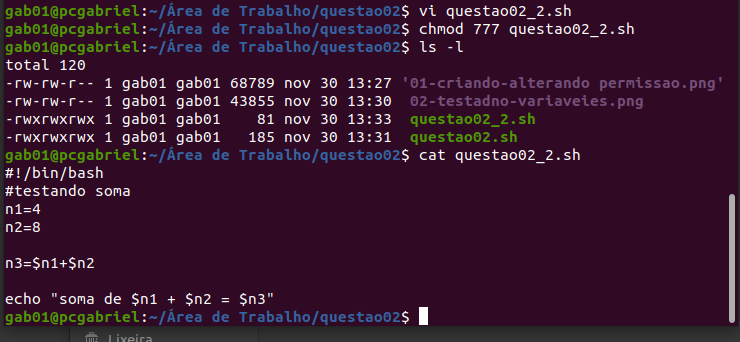 gab01@pcgabriel:~/Área de Trabalho/questao02$ vi questao02_2.sh
gab01@pcgabriel:~/Área de Trabalho/questao02$ chmod 777 questao02_2.sh
gab01@pcgabriel:~/Área de Trabalho/questao02$ ls -l
total 120
-rw-rw-r-- 1 gab01 gab01 68789 nov 30 13:27 '01-criando-alterando permissao.png'
-rw-rw-r-- 1 gab01 gab01 43855 nov 30 13:30 02-testadno-variaveies.png
-rwxrwxrwx 1 gab01 gab01 81 nov 30 13:33 questao02_2.sh
-rwxrwxrwx 1 gab01 gab01 185 nov 30 13:31 questao02.sh
gab01@pcgabriel:~/Área de Trabalho/questao02$ cat questao02_2.sh
#!/bin/bash
#testando soma
n1=4
n2=8
n3=$n1+$n2
echo "soma de $n1 + $n2 = $n3"
gab01@pcgabriel:~/Área de Trabalho/questao02$
Lixeira